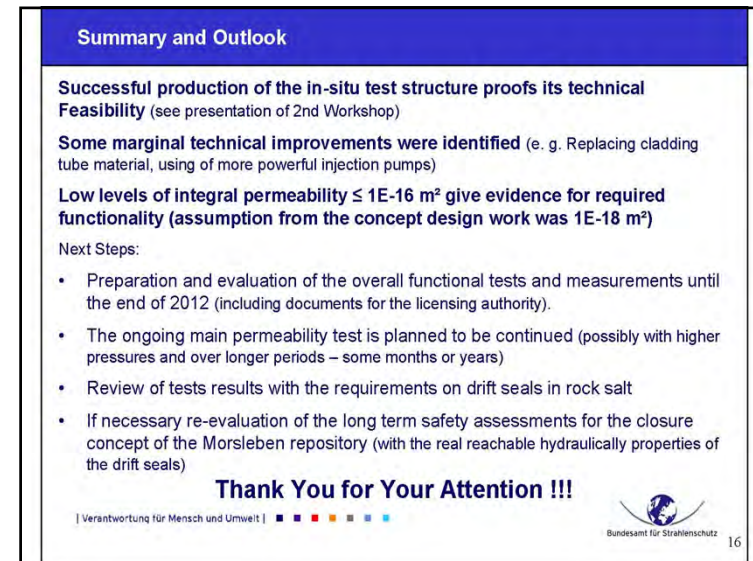 Summary and Outlook
Successful production of the in-situ test structure proofs its technical
Feasibility (see presentation of 2nd Workshop)
Some marginal technical improvements were identified (e. g. Replacing cladding
tube material, using of more powerful injection pumps)
Low levels of integral permeability ≤ 1E-16 m² give evidence for required
functionality (assumption from the concept design work was 1E-18 m²)
Next Steps:
• Preparation and evaluation of the overall functional tests and measurements until
the end of 2012 (including documents for the licensing authority).
• The ongoing main permeability test is planned to be continued (possibly with higher
pressures and over longer periods – some months or years)
• Review of tests results with the requirements on drift seals in rock salt
• If necessary re-evaluation of the long term safety assessments for the closure
concept of the Morsleben repository (with the real reachable hydraulically properties of
the drift seals)
Thank You for Your Attention !!!
| Verantwortung für Mensch und Umwelt |
Bundesamt für Strahlenschutz
16